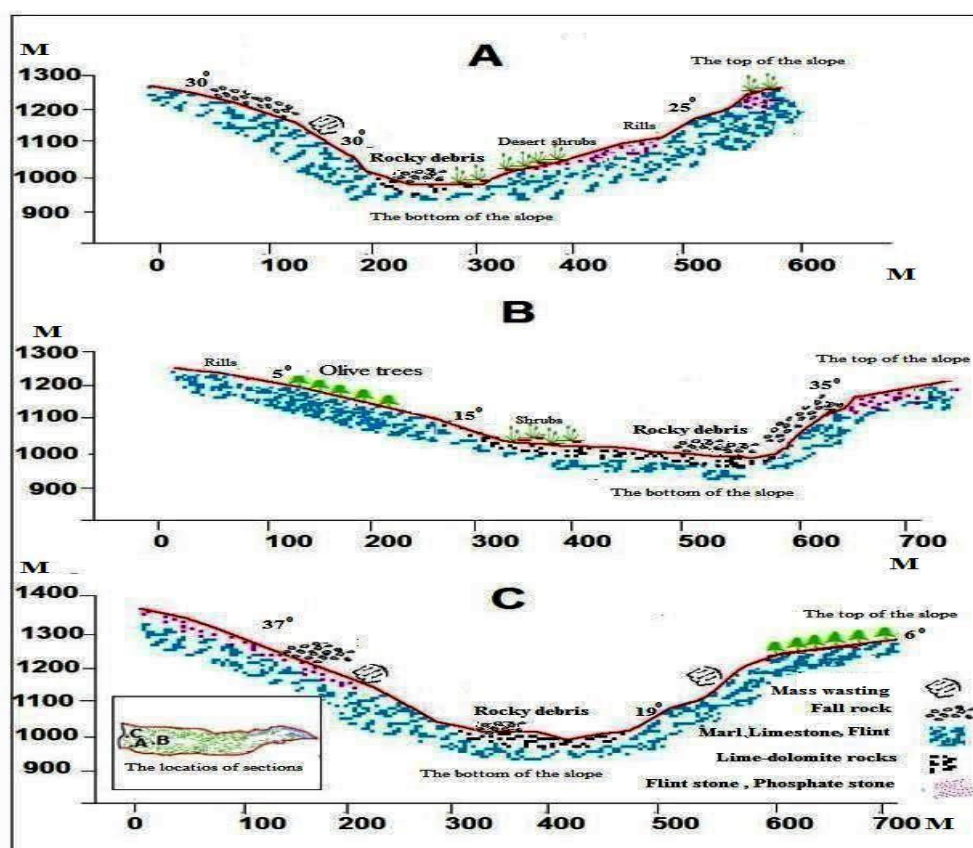 A
M
The top of the slope
1300
30°
25°
1200
Rills
1100
30°
Desert shrubs
Rocky debris
1000
900
The bottom of the slope
0 100 200 300 400 500 600
M
B
M
1300
Rills
The top of the slope
5°
Olive trees
35°
1200
1100
15°
Shrubs
Rocky debris
1000
900
The bottom of the slope
0 100 200 300 400 500 600 700
M
M
C
1400
The top of the slope
37°
6°
1300
1200
Mass wasting
1100
Rocky debris
19°
Fall rock
Marl,Limestone, Flint
1000
C
A B
Lime-dolomite rocks
The locatios of sections
The bottom of the slope
900
Flint stone , Phosphate stone
0 100 200 300 400 500 600 700
M